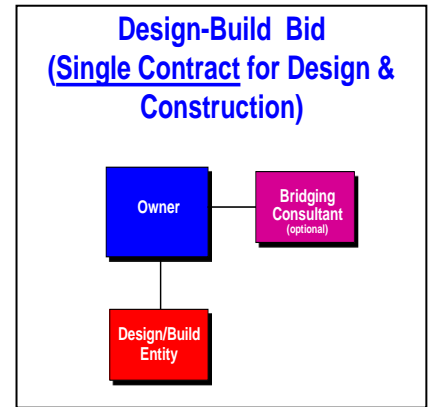 Design-Build Bid
(Single Contract for Design &
Construction)
Owner
Bridging
Consultant
(optional)
Design/Build
Entity